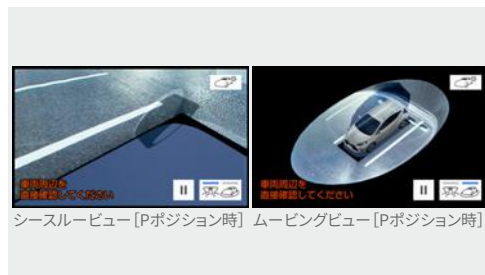 車両周辺を
直接確認してください
車両周辺を
直接確認してください
シースルービュー［Pポジション時］
ムービングビュー［Pポジション時］